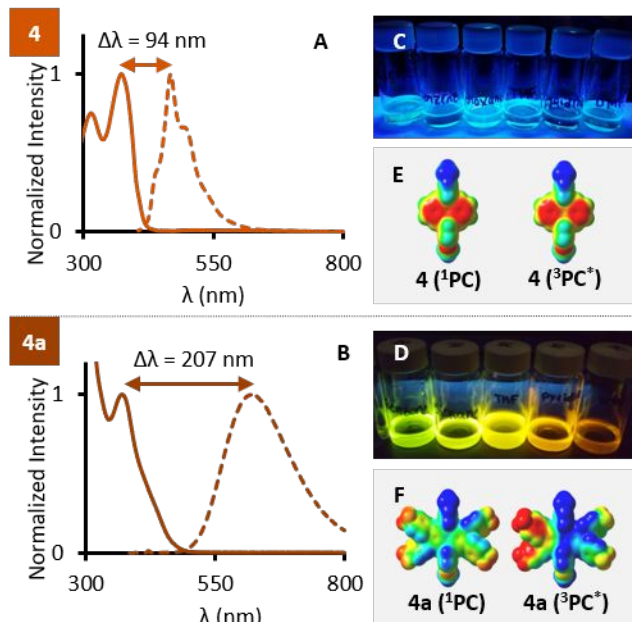 4
Δλ = 94 nm
A
1
Normalized Intensity
0
300
550
800
λ (nm)
C
E
4 (¹PC)
4 (³PC*)
4a
Δλ = 207 nm
B
1
Normalized Intensity
0
300
550
800
λ (nm)
D
THF
Pyridine
F
4a (¹PC)
4a (³PC*)